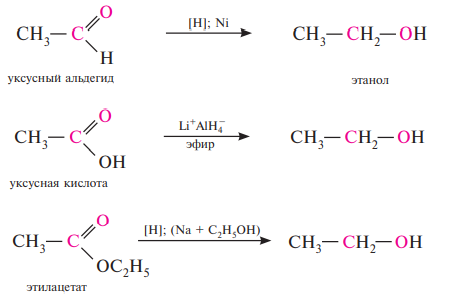 O
[H]; Ni
CH₃—C CH₃—CH₂—OH
H
уксусный альдегид этанол
O
Li⁺AlH₄⁻
CH₃—C эфир CH₃—CH₂—OH
OH
уксусная кислота
O
[H]; (Na + C₂H₅OH)
CH₃—C CH₃—CH₂—OH
OC₂H₅
этилацетат